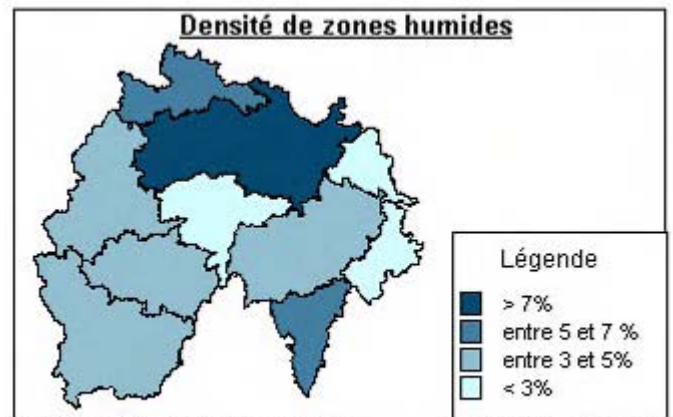 Densité de zones humides
Légende
> 7%
entre 5 et 7 %
entre 3 et 5%
< 3%